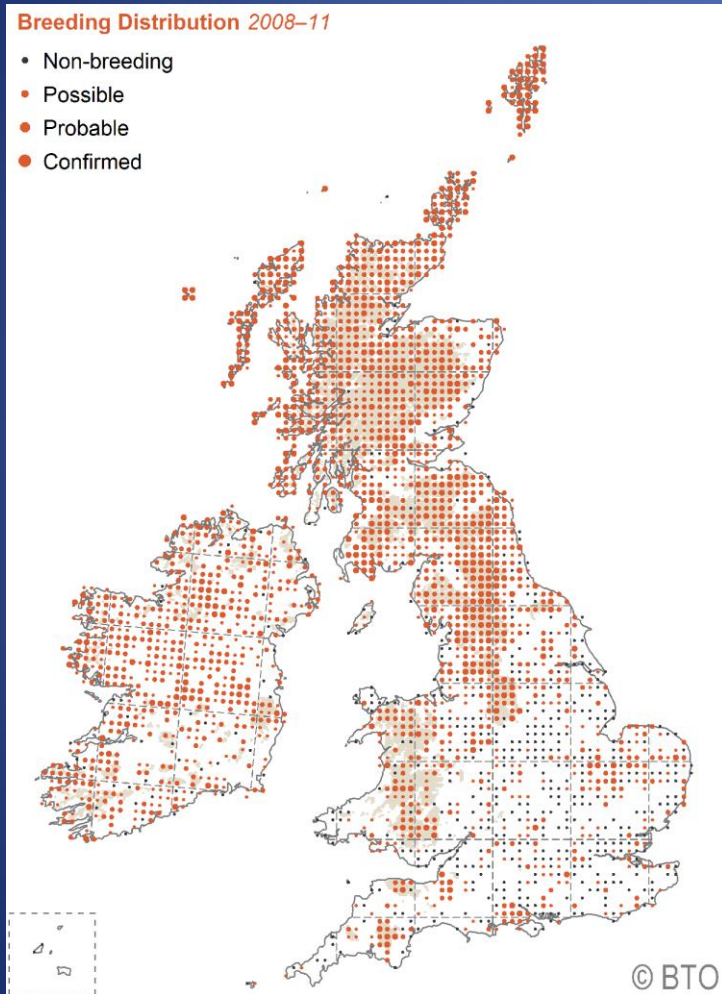 Breeding Distribution 2008–11
Non-breeding
Possible
Probable
Confirmed
© BTO